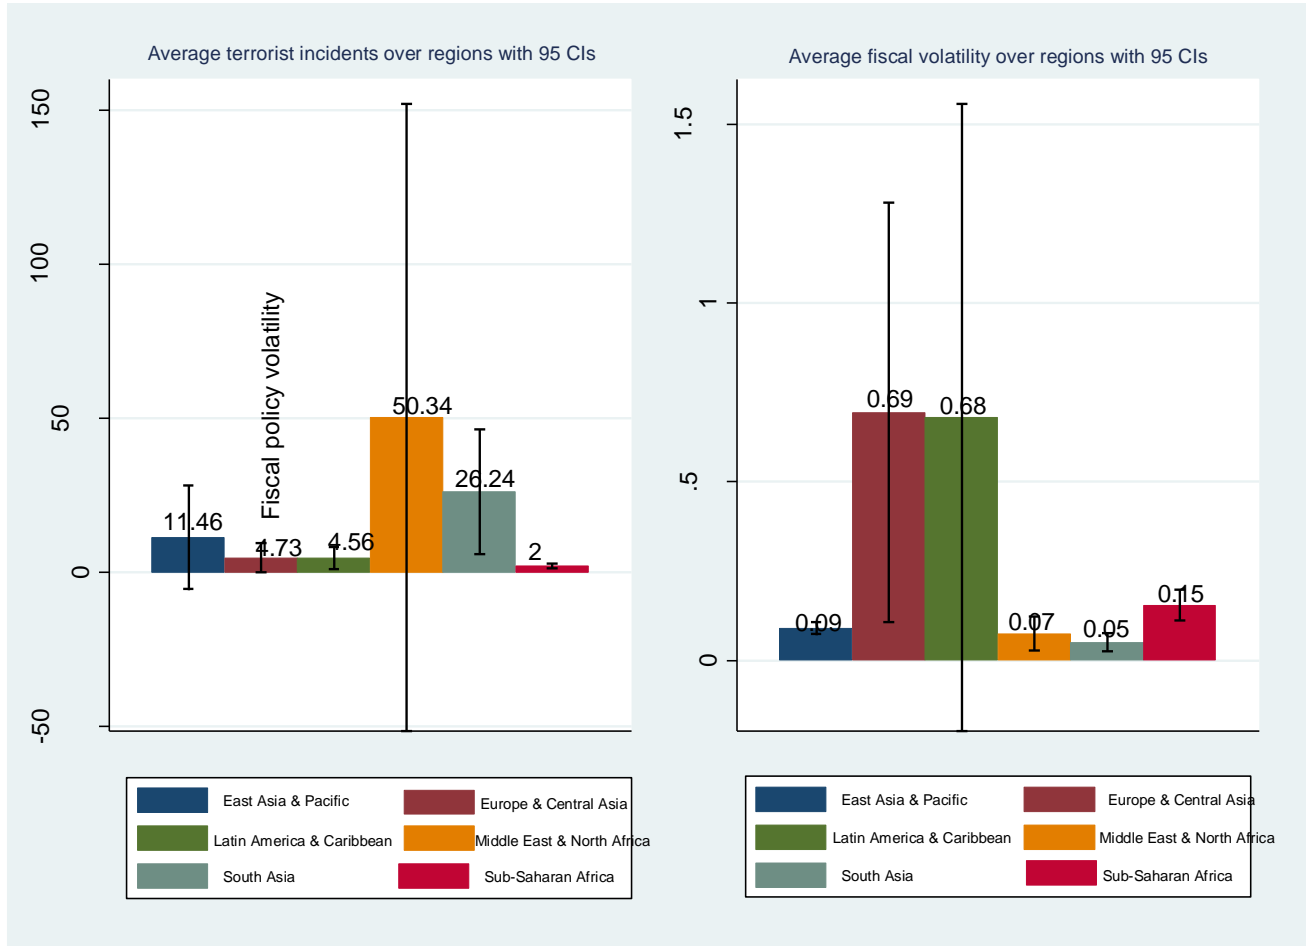 Average terrorist incidents over regions with 95 CIs
150
100
50
0
-50
Fiscal policy volatility
11.46
4.73
4.56
50.34
26.24
2
East Asia & Pacific
Europe & Central Asia
Latin America & Caribbean
Middle East & North Africa
South Asia
Sub-Saharan Africa
Average fiscal volatility over regions with 95 CIs
1.5
1
.5
0
0.09
0.69
0.68
0.07
0.05
0.15
East Asia & Pacific
Europe & Central Asia
Latin America & Caribbean
Middle East & North Africa
South Asia
Sub-Saharan Africa